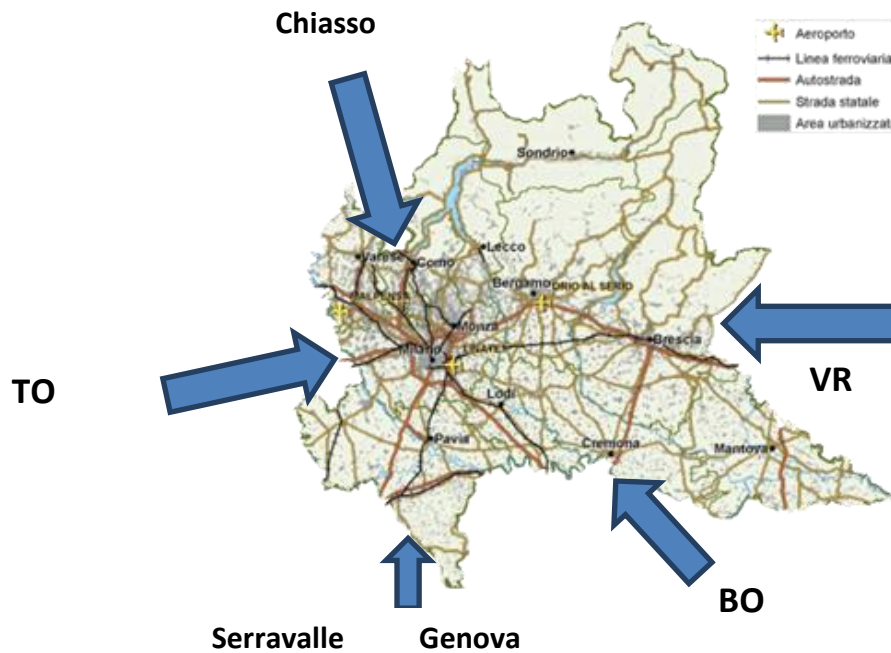 Chiasso
Aeroporto
Linea ferroviaria
Autostrada
Strada statale
Area urbanizzat
Sondrio
Lecco
Varese
Como
Bergamo
ORIO AL SERIO
MALPENSA
Monza
Brescia
Milano
LINATE
TO
VR
Lodi
Pavia
Cremona
Mantova
BO
Serravalle Genova